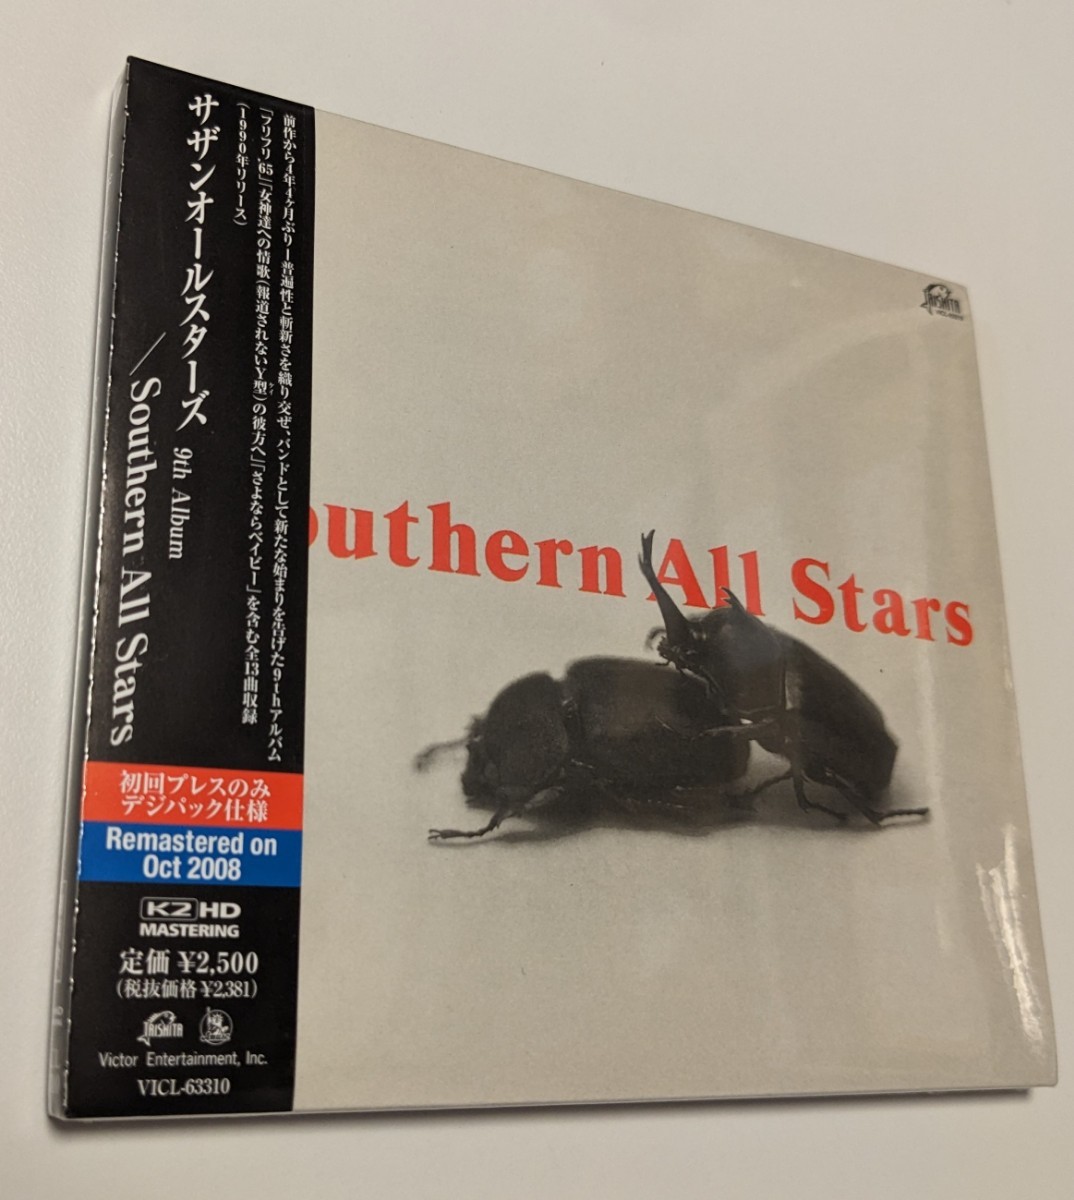 前作から4年4ヶ月ぶりー普遍性と斬新さを織り交ぜ、バンドとして新たな始まりを告げた9thアルバム
「フリフリ'65」「女神達への情歌(報道されないY型)の彼方へ」「さよならベイビー」を含む全13曲収録
ケイ
(1990年リリース)
サザンオールスターズ
9th Album
／Southern All Stars
初回プレスのみ
デジパック仕様
Remastered on
Oct 2008
K2 HD
MASTERING
定価 ¥2,500
(税抜価格 ¥2,381)
TAISHITA
Victor Entertainment, Inc.
VICL-63310
outhern All Stars
TAISHITA